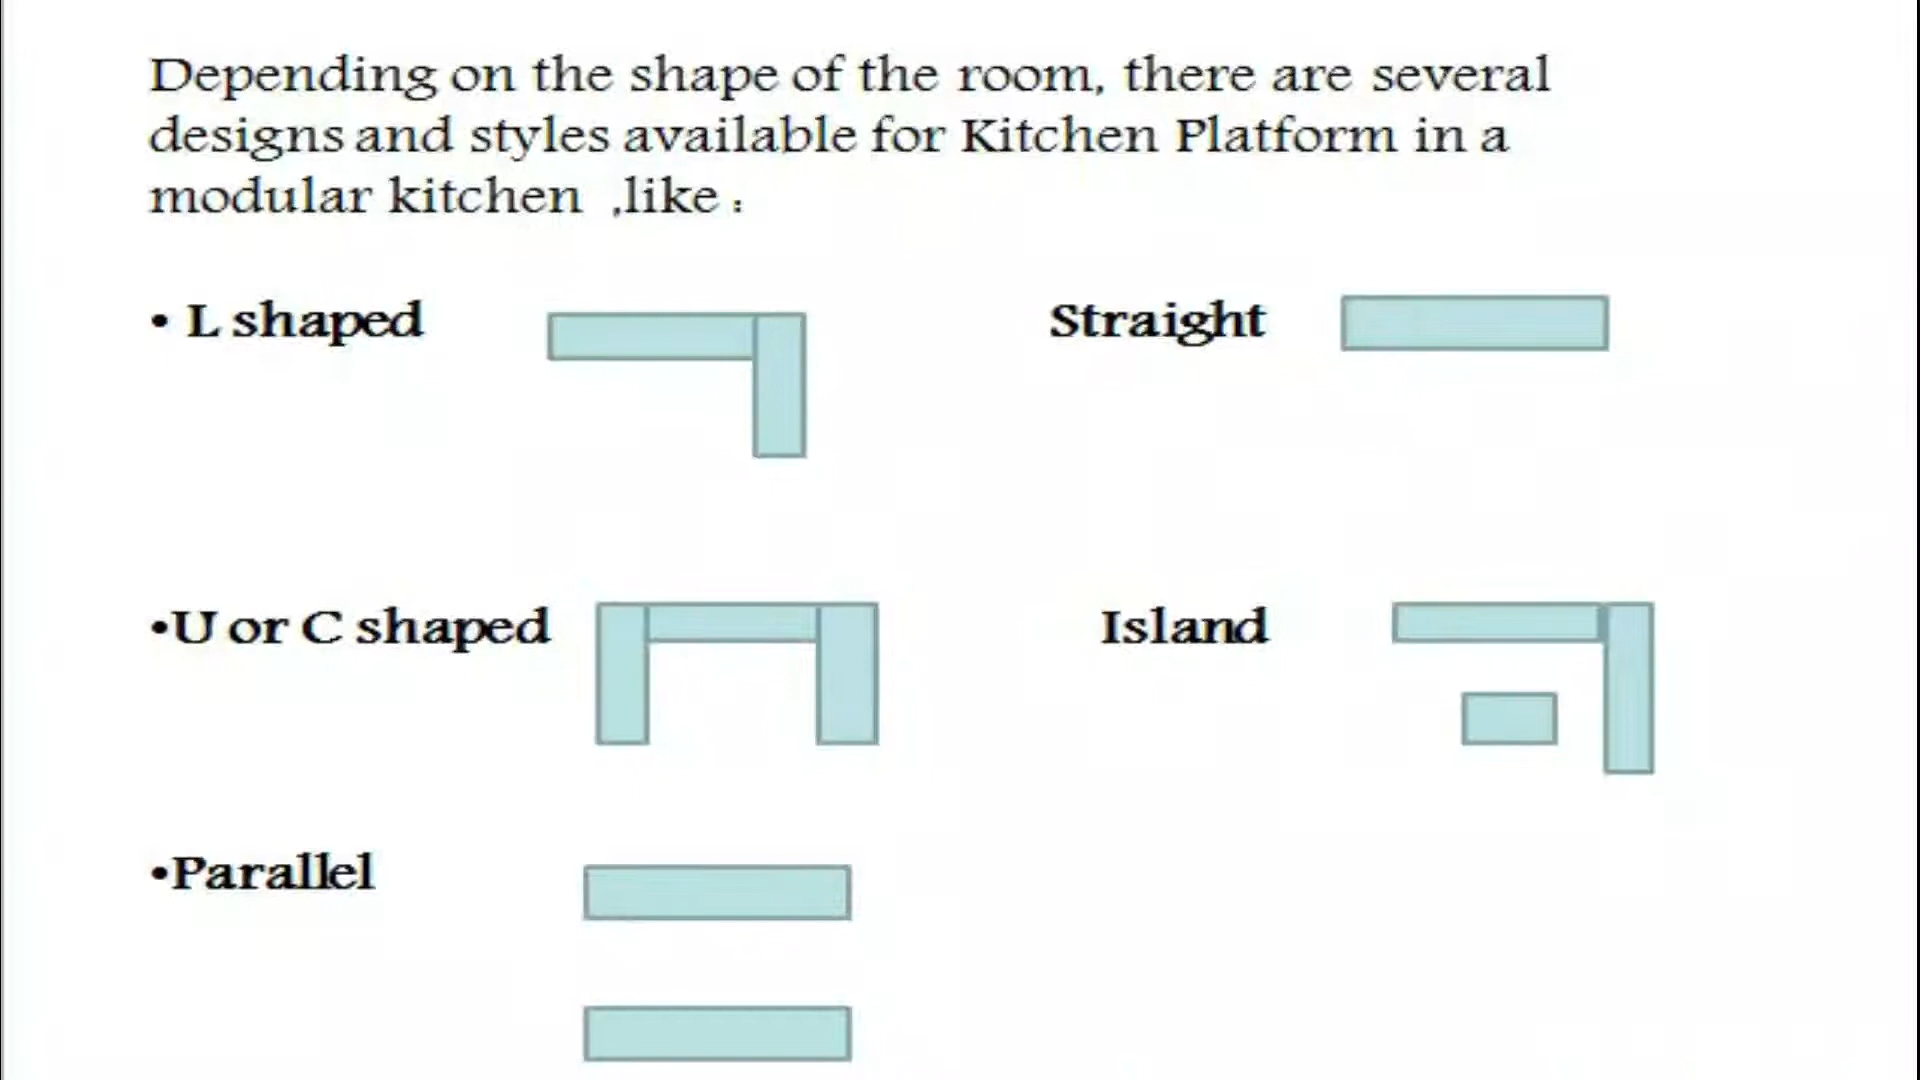 Depending on the shape of the room, there are several
designs and styles available for Kitchen Platform in a
modular kitchen ,like :
• L shaped
Straight
•U or C shaped
Island
•Parallel